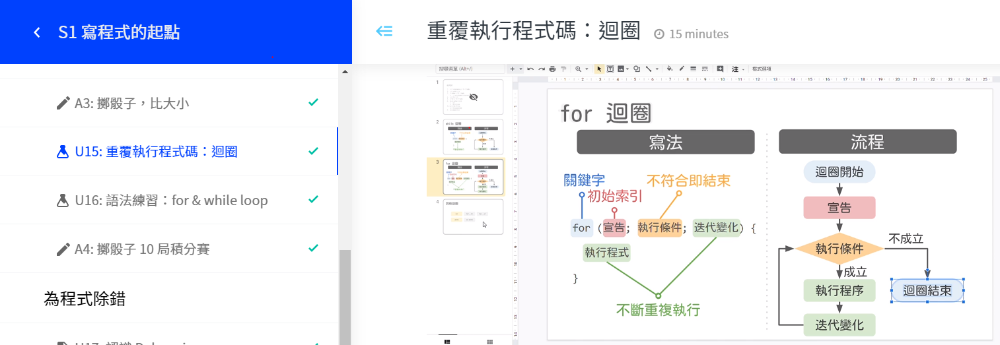 S1 寫程式的起點
A3: 擲骰子，比大小
U15: 重覆執行程式碼：迴圈
U16: 語法練習：for & while loop
A4: 擲骰子 10 局積分賽
為程式除錯
重覆執行程式碼：迴圈 15 minutes
搜尋選單 (Alt+/)
注
格式選項
1
2
while 迴圈
3
for 迴圈
4
其他迴圈
for 迴圈
寫法
關鍵字
不符合即結束
初始索引
for (宣告; 執行條件; 迭代變化) {
執行程式
}
不斷重複執行
流程
迴圈開始
宣告
不成立
執行條件
成立
執行程序
迴圈結束
迭代變化